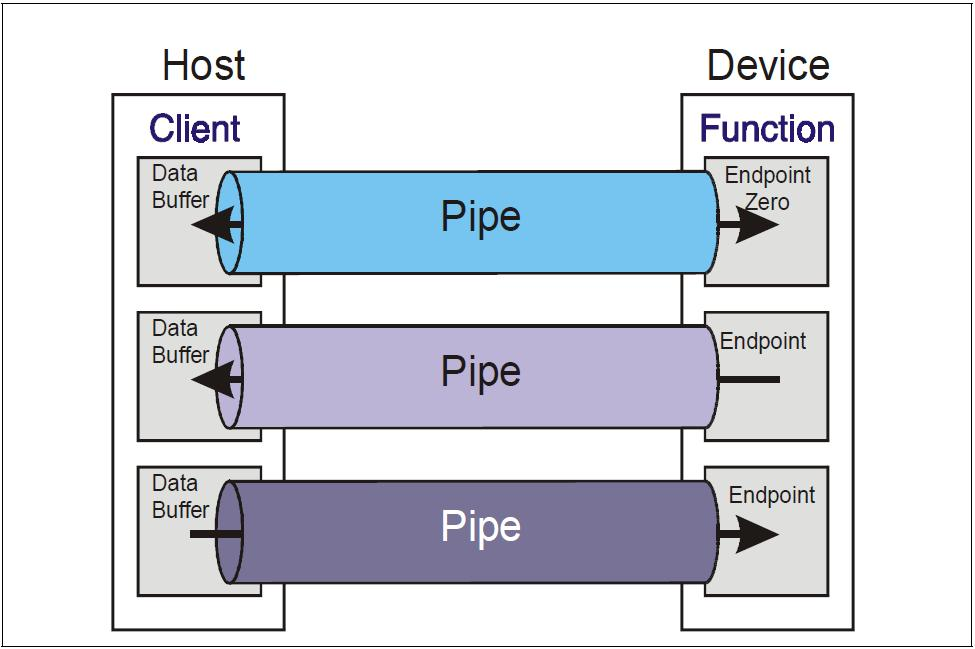 Host
Device
Client
Function
Data
Buffer
Pipe
Endpoint
Zero
Data
Buffer
Pipe
Endpoint
Data
Buffer
Pipe
Endpoint